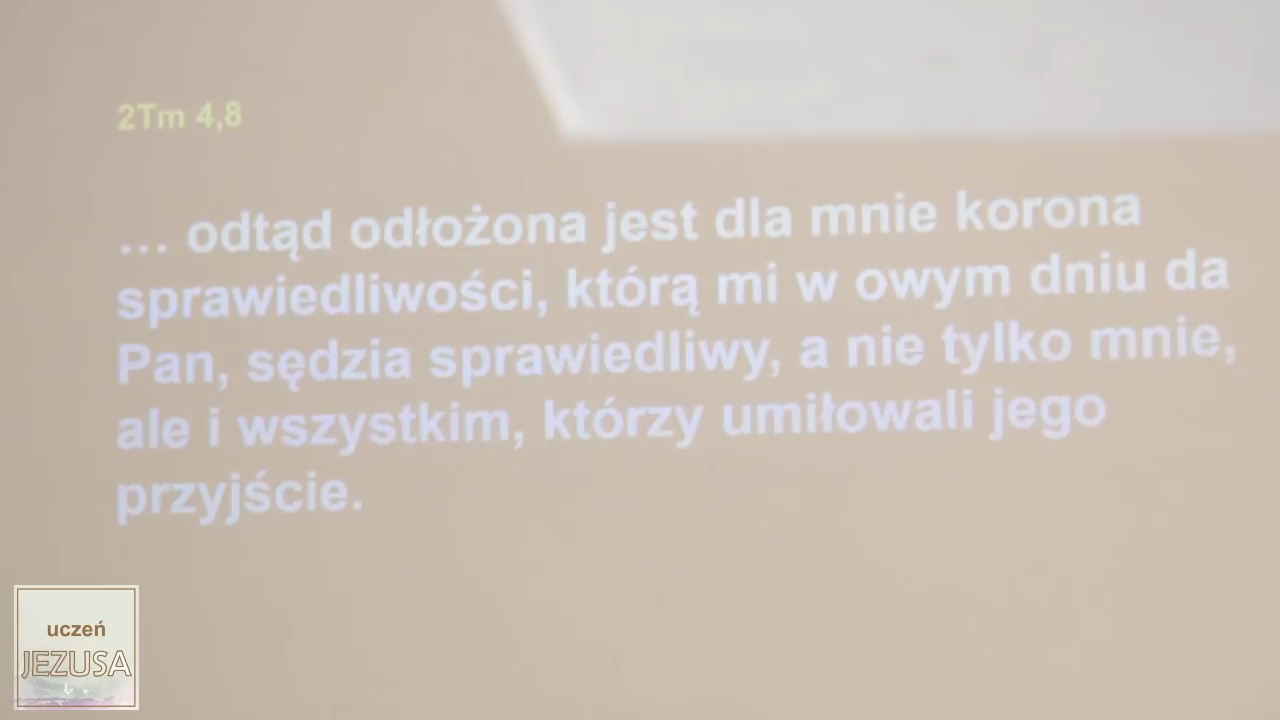 2Tm 4,8
... odtąd odłożona jest dla mnie korona
sprawiedliwości, którą mi w owym dniu da
Pan, sędzia sprawiedliwy, a nie tylko mnie,
ale i wszystkim, którzy umiłowali jego
przyjście.
uczeń
JEZUSA